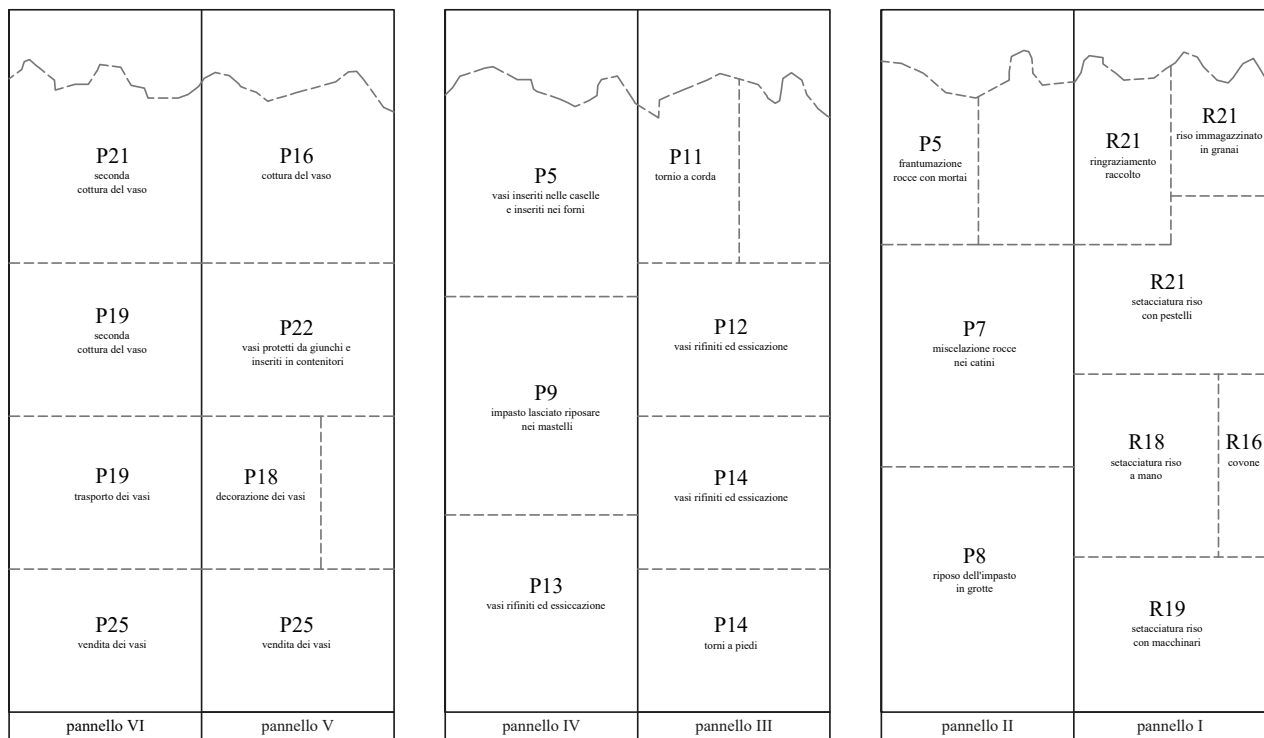 P21
seconda
cottura del vaso
P16
cottura del vaso
P19
seconda
cottura del vaso
P22
vasi protetti da giunchi e
inseriti in contenitori
P19
trasporto dei vasi
P18
decorazione dei vasi
P25
vendita dei vasi
P25
vendita dei vasi
pannello VI
pannello V
P5
vasi inseriti nelle caselle
e inseriti nei forni
P11
tornio a corda
P12
vasi rifiniti ed essicazione
P9
impasto lasciato riposare
nei mastelli
P14
vasi rifiniti ed essicazione
P13
vasi rifiniti ed essiccazione
P14
torni a piedi
pannello IV
pannello III
P5
frantumazione
rocce con mortai
R21
ringraziamento
raccolto
R21
riso immagazzinato
in granai
R21
setacciatura riso
con pestelli
P7
miscelazione rocce
nei catini
R18
setacciatura riso
a mano
R16
covone
P8
riposo dell'impasto
in grotte
R19
setacciatura riso
con macchinari
pannello II
pannello I